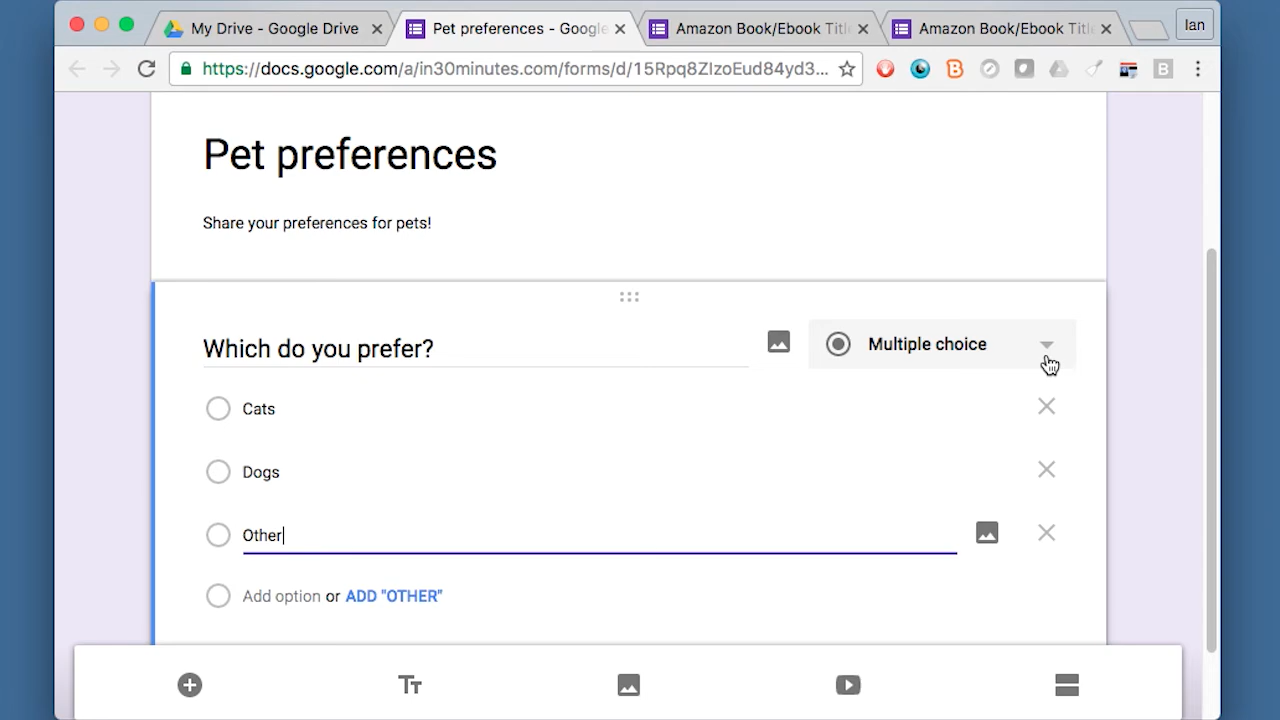 My Drive - Google Drive
Pet preferences - Google
Amazon Book/Ebook Title
Amazon Book/Ebook Title
Ian
https://docs.google.com/a/in30minutes.com/forms/d/15Rpq8ZIzoEud84yd3...
Pet preferences
Share your preferences for pets!
Which do you prefer?
Multiple choice
Cats
Dogs
Other
Add option or ADD "OTHER"